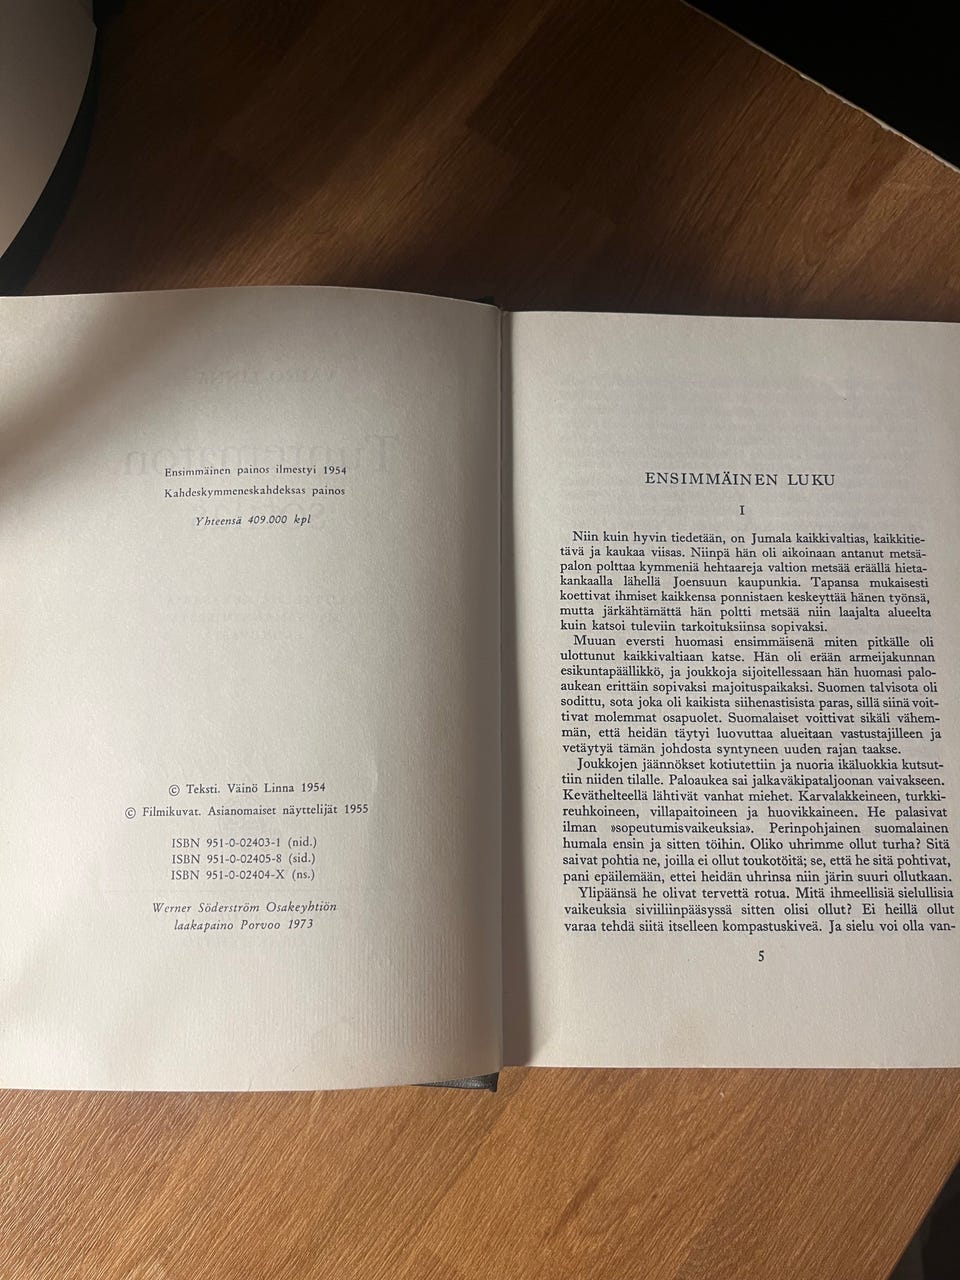 Ensimmäinen painos ilmestyi 1954
Kahdeskymmeneskahdeksas painos
Yhteensä 409.000 kpl
© Teksti. Väinö Linna 1954
© Filmikuvat. Asianomaiset näyttelijät 1955
ISBN 951-0-02403-1 (nid.)
ISBN 951-0-02405-8 (sid.)
ISBN 951-0-02404-X (ns.)
Werner Söderström Osakeyhtiön
laakapaino Porvoo 1973
ENSIMMÄINEN LUKU
I
Niin kuin hyvin tiedetään, on Jumala kaikkivaltias, kaikkitie-
tävä ja kaukaa viisas. Niinpä hän oli aikoinaan antanut metsä-
palon polttaa kymmeniä hehtaareja valtion metsää eräällä hieta-
kankaalla lähellä Joensuun kaupunkia. Tapansa mukaisesti
koettivat ihmiset kaikkensa ponnistaen keskeyttää hänen työnsä,
mutta järkähtämättä hän poltti metsää niin laajalta alueelta
kuin katsoi tuleviin tarkoituksiinsa sopivaksi.
Muuan eversti huomasi ensimmäisenä miten pitkälle oli
ulottunut kaikkivaltiaan katse. Hän oli erään armeijakunnan
esikuntapäällikkö, ja joukkoja sijoitellessaan hän huomasi palo-
aukean erittäin sopivaksi majoituspaikaksi. Suomen talvisota oli
sodittu, sota joka oli kaikista siihenastisista paras, sillä siinä voit-
tivat molemmat osapuolet. Suomalaiset voittivat sikäli vähem-
män, että heidän täytyi luovuttaa alueitaan vastustajilleen ja
vetäytyä tämän johdosta syntyneen uuden rajan taakse.
Joukkojen jäännökset kotiutettiin ja nuoria ikäluokkia kutsut-
tiin niiden tilalle. Paloaukea sai jalkaväkipataljoonan vaivakseen.
Keväthelteellä lähtivät vanhat miehet. Karvalakkeineen, turkki-
reuhkoineen, villapaitoineen ja huovikkaineen. He palasivat
ilman »sopeutumisvaikeuksia». Perinpohjainen suomalainen
humala ensin ja sitten töihin. Oliko uhrimme ollut turha? Sitä
saivat pohtia ne, joilla ei ollut toukotöitä; se, että he sitä pohtivat,
pani epäilemään, ettei heidän uhrinsa niin järin suuri ollutkaan.
Ylipäänsä he olivat tervettä rotua. Mitä ihmeellisiä sielullisia
vaikeuksia siviiliinpääsyssä sitten olisi ollut? Ei heillä ollut
varaa tehdä siitä itselleen kompastuskiveä. Ja sielu voi olla van-
5